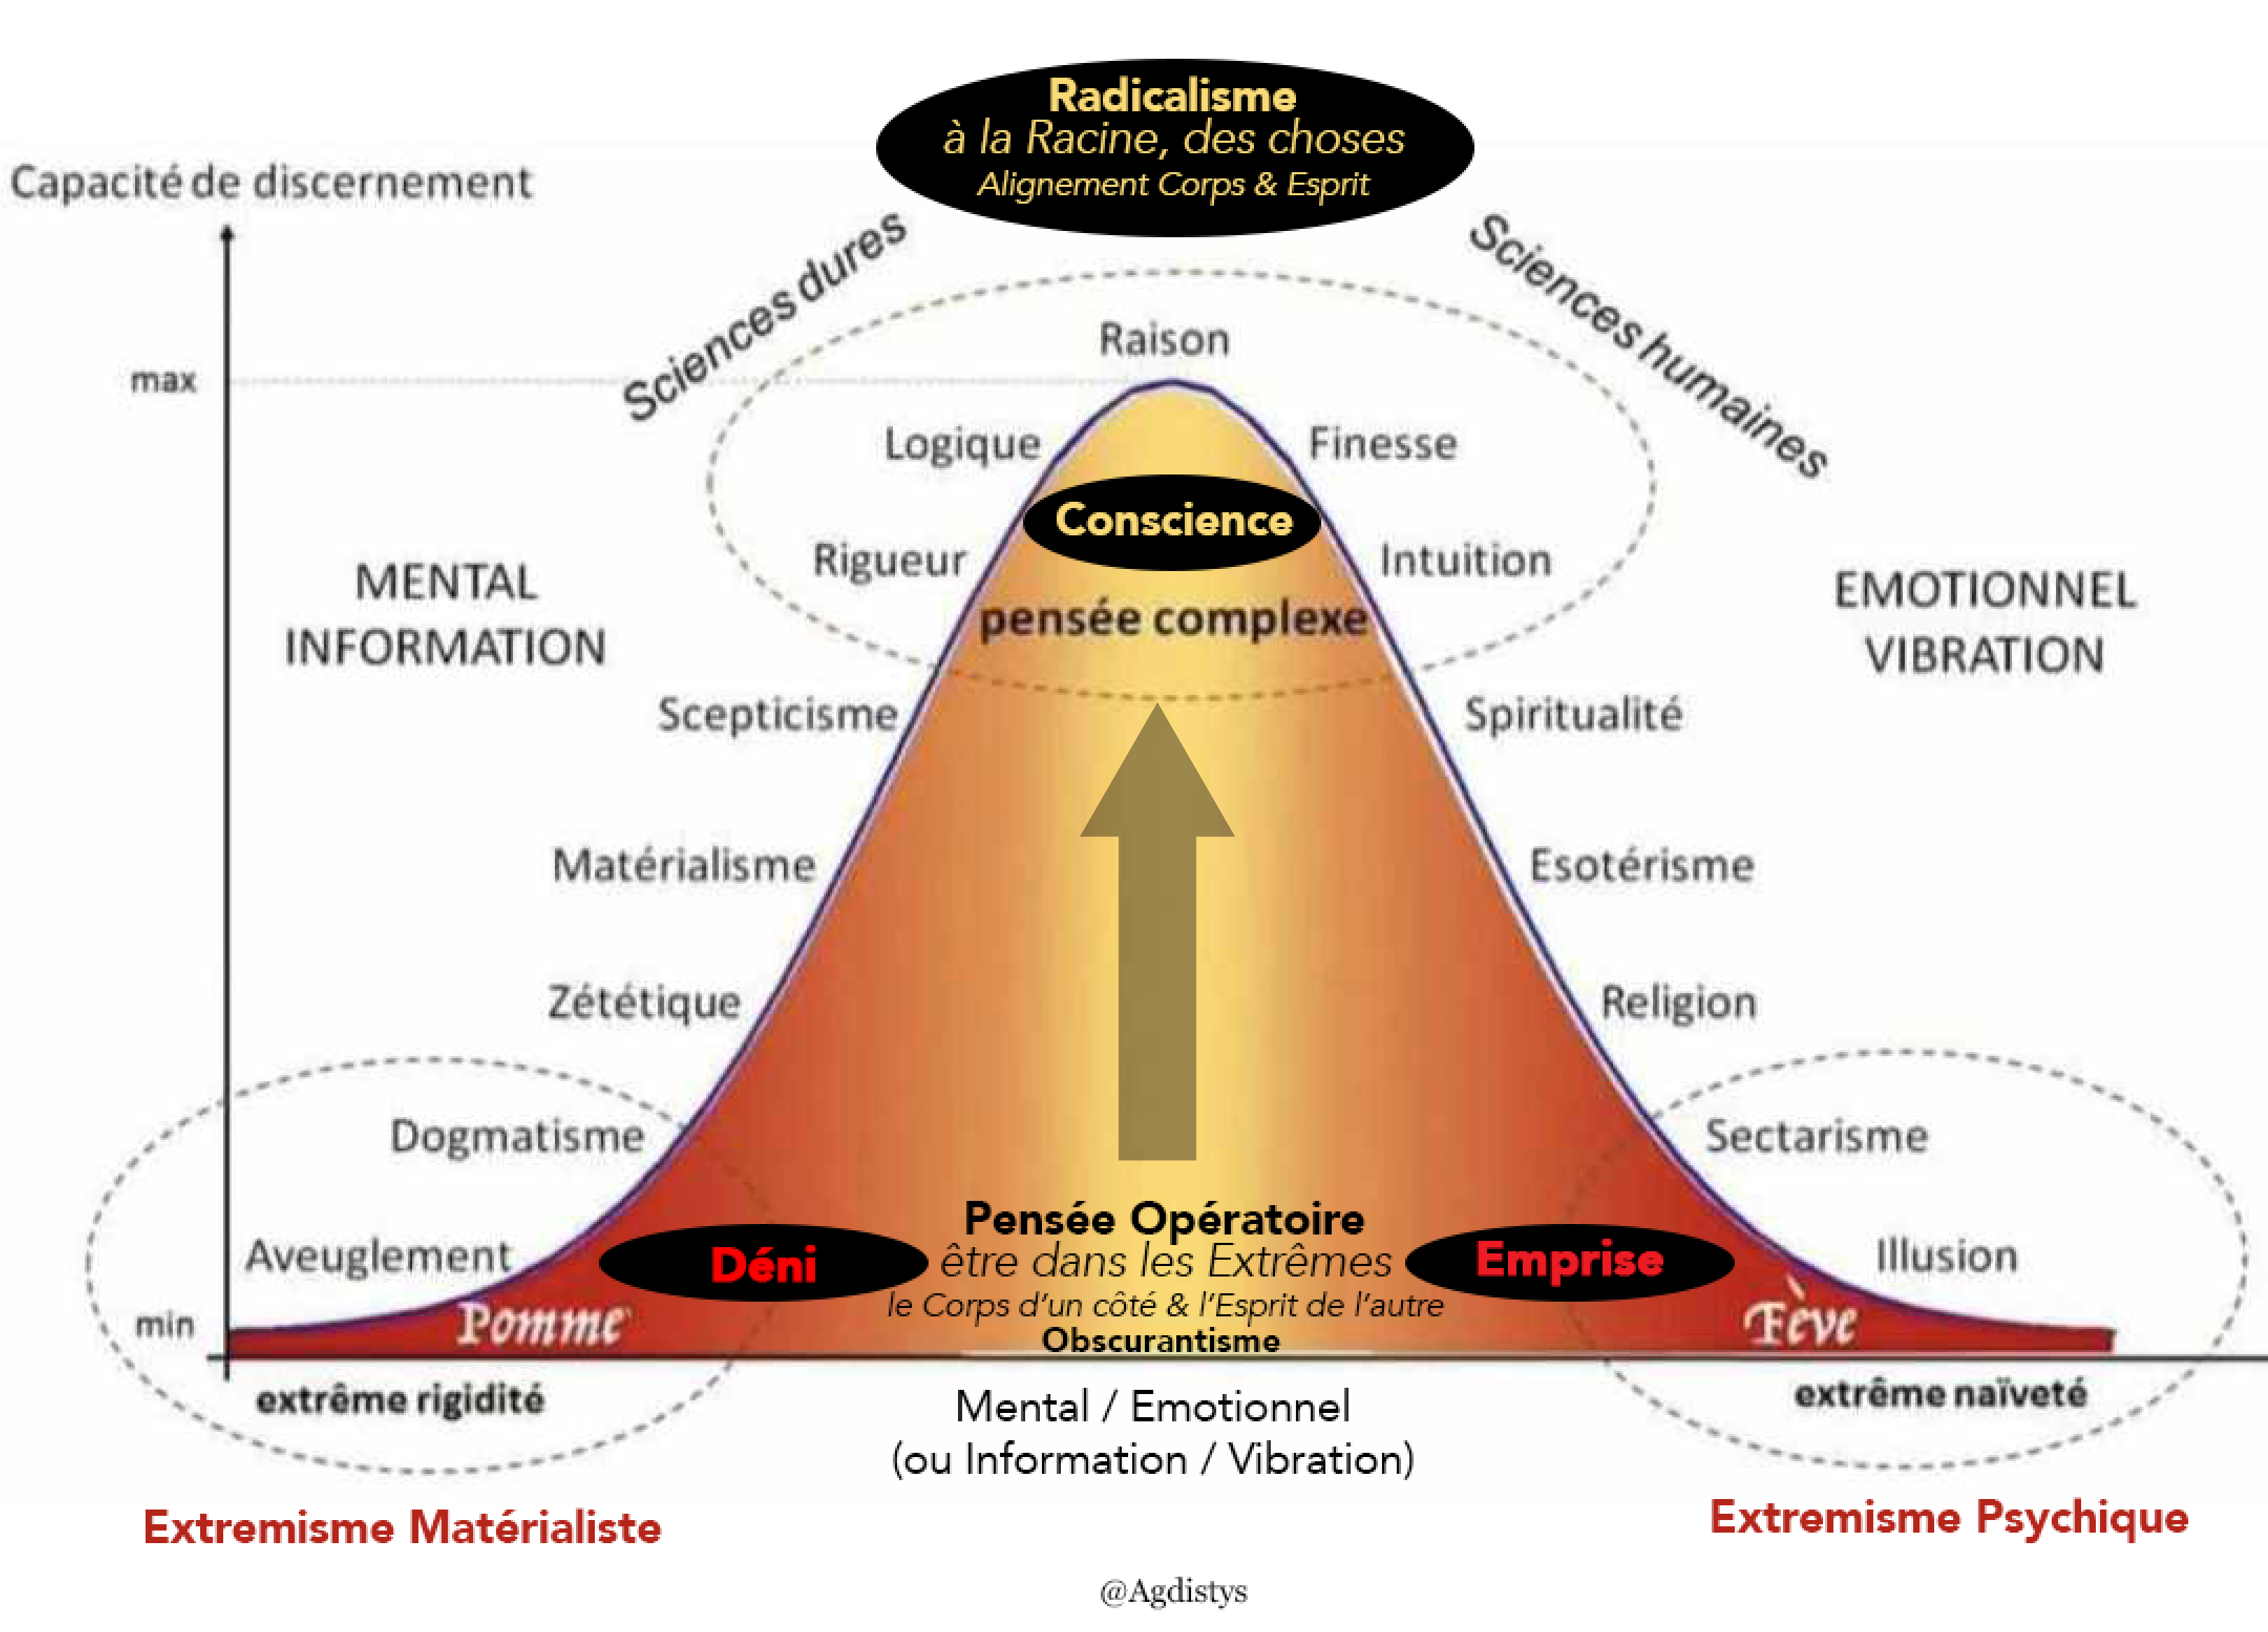 Radicalisme
à la Racine, des choses
Alignement Corps & Esprit
Capacité de discernement
Sciences dures
Sciences humaines
max
Raison
Logique
Finesse
Conscience
Rigueur
Intuition
pensée complexe
MENTAL
INFORMATION
EMOTIONNEL
VIBRATION
Scepticisme
Spiritualité
Matérialisme
Esotérisme
Zététique
Religion
Dogmatisme
Sectarisme
Aveuglement
Illusion
Déni
Pensée Opératoire
être dans les Extrêmes
le Corps d'un côté & l'Esprit de l'autre
Obscurantisme
Emprise
min
Pomme
Fève
extrême rigidité
extrême naïveté
Mental / Emotionnel
(ou Information / Vibration)
Extremisme Matérialiste
Extremisme Psychique
@Agdistys